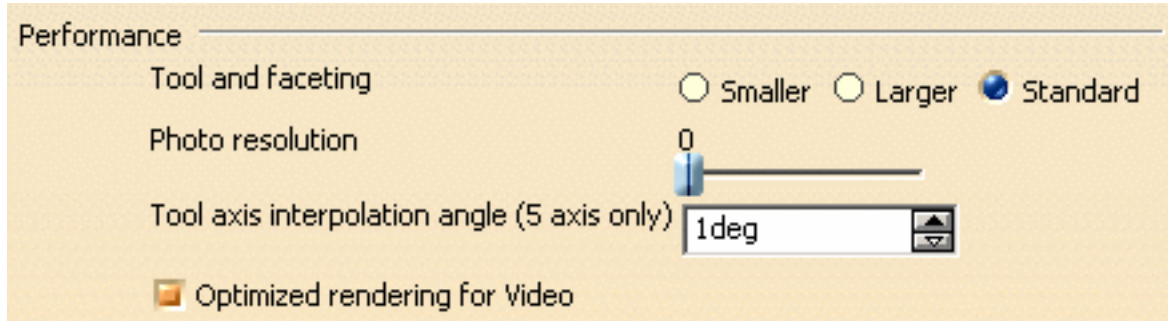 Performance
Tool and faceting Smaller Larger Standard
Photo resolution 0
Tool axis interpolation angle (5 axis only) 1deg
Optimized rendering for Video